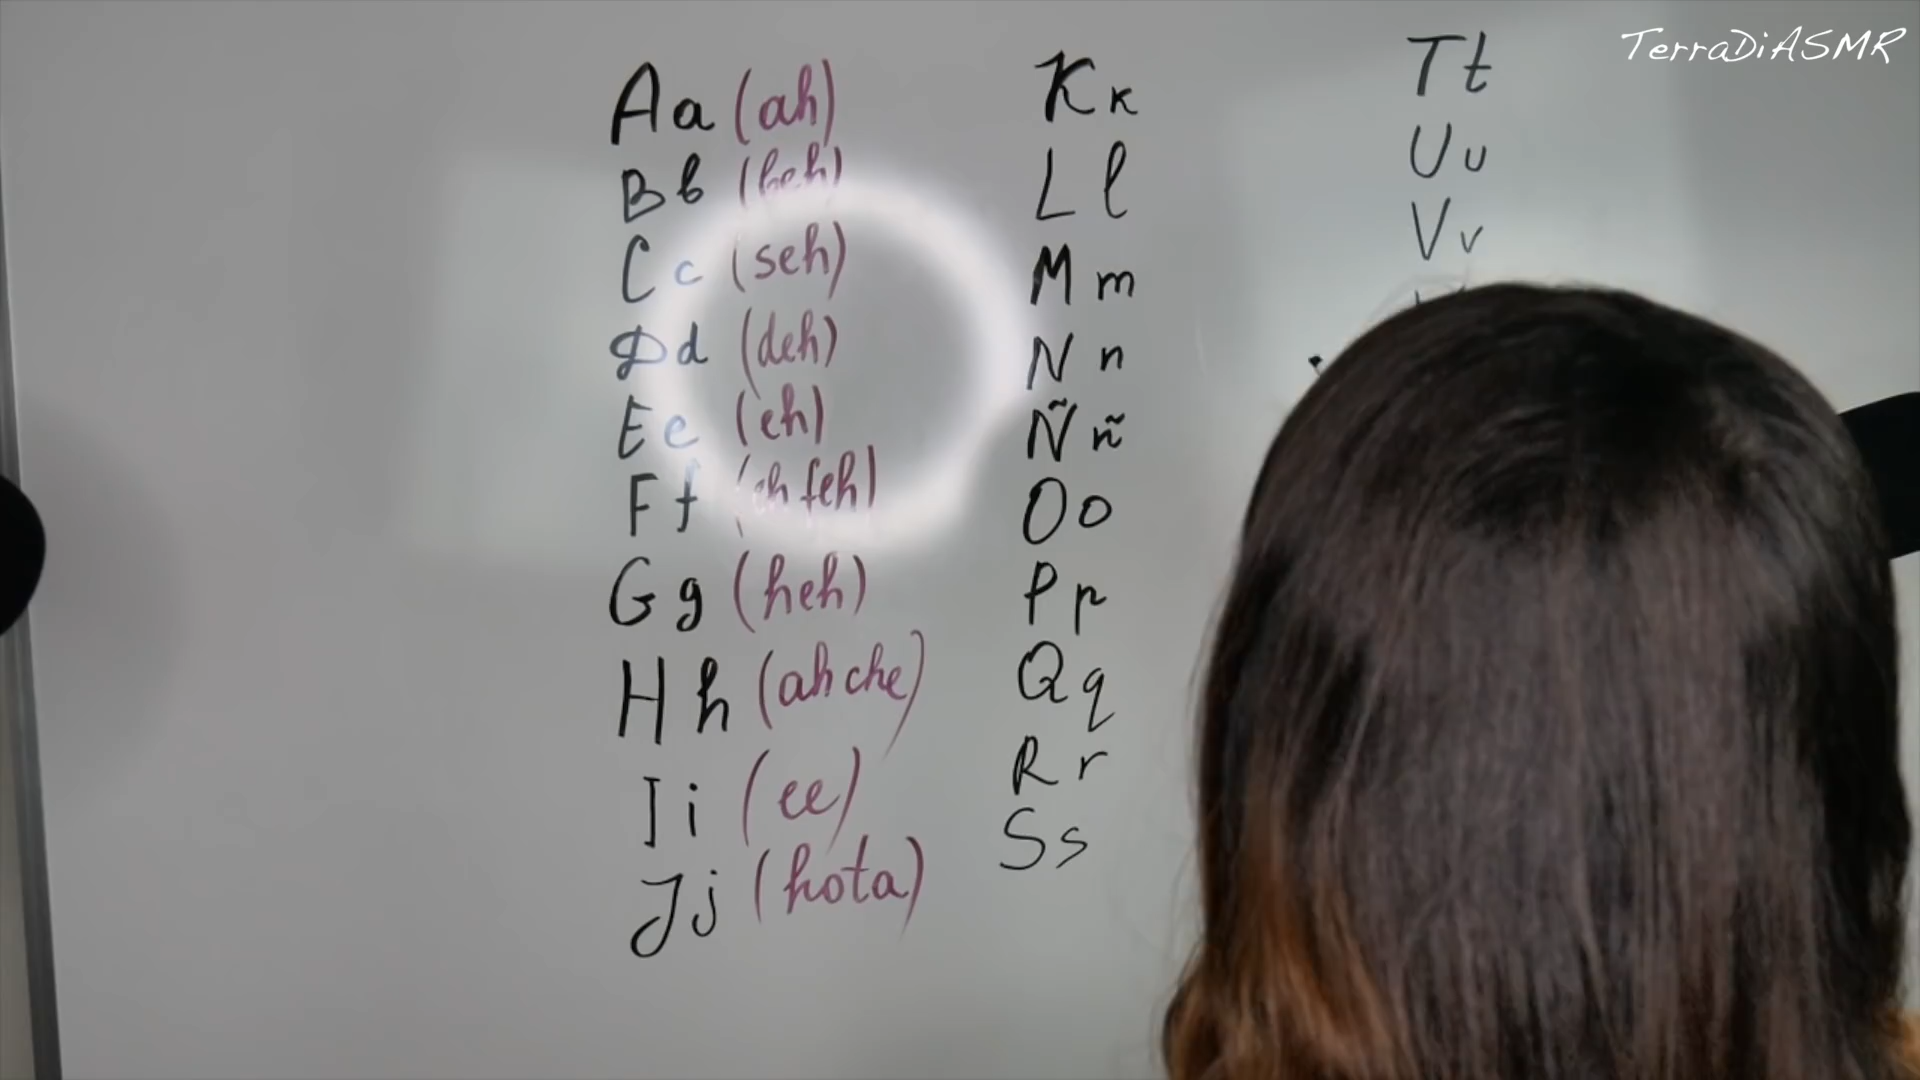 TerraDiASMR
Aa (ah)
Bb (beh)
Cc (seh)
Dd (deh)
Ee (eh)
Ff (eh feh)
Gg (heh)
Hh (ah che)
Ii (ee)
Jj (hota)
Kk
Ll
Mm
Nn
Ññ
Oo
Pp
Qq
Rr
Ss
Tt
Uu
Vv